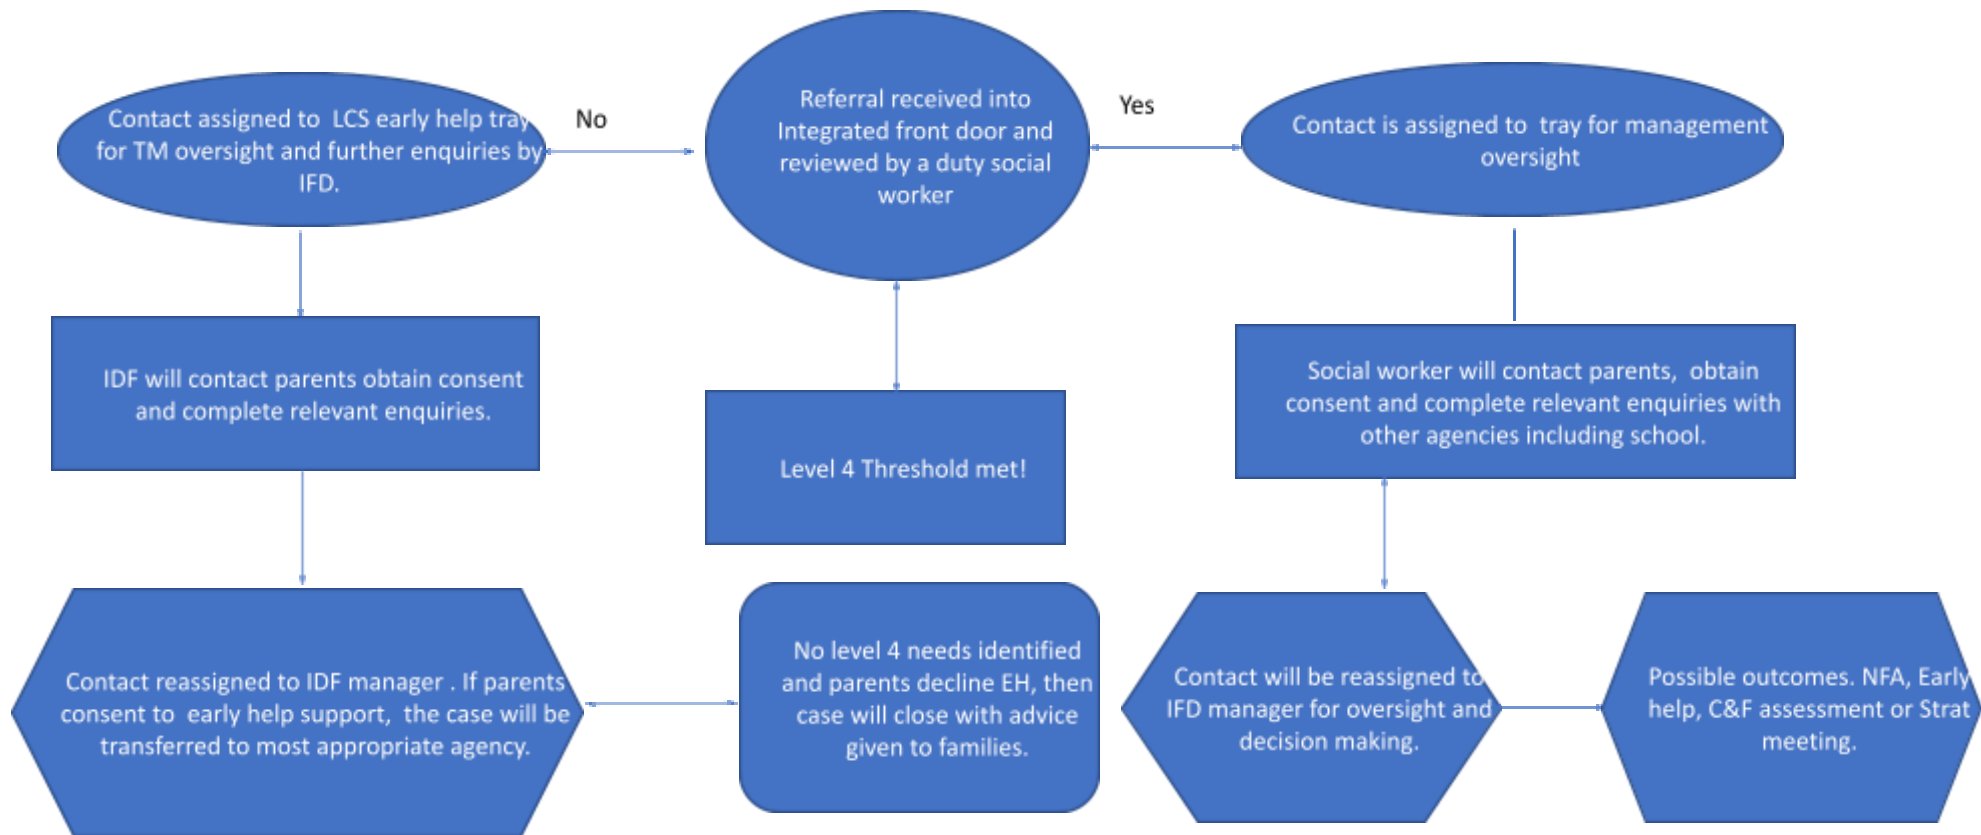 Contact assigned to LCS early help tray
for TM oversight and further enquiries by
IFD.
No
Referral received into
Integrated front door and
reviewed by a duty social
worker
Yes
Contact is assigned to tray for management
oversight
IDF will contact parents obtain consent
and complete relevant enquiries.
Level 4 Threshold met!
Social worker will contact parents, obtain
consent and complete relevant enquiries with
other agencies including school.
Contact reassigned to IDF manager . If parents
consent to early help support, the case will be
transferred to most appropriate agency.
No level 4 needs identified
and parents decline EH, then
case will close with advice
given to families.
Contact will be reassigned to
IFD manager for oversight and
decision making.
Possible outcomes. NFA, Early
help, C&F assessment or Strat
meeting.